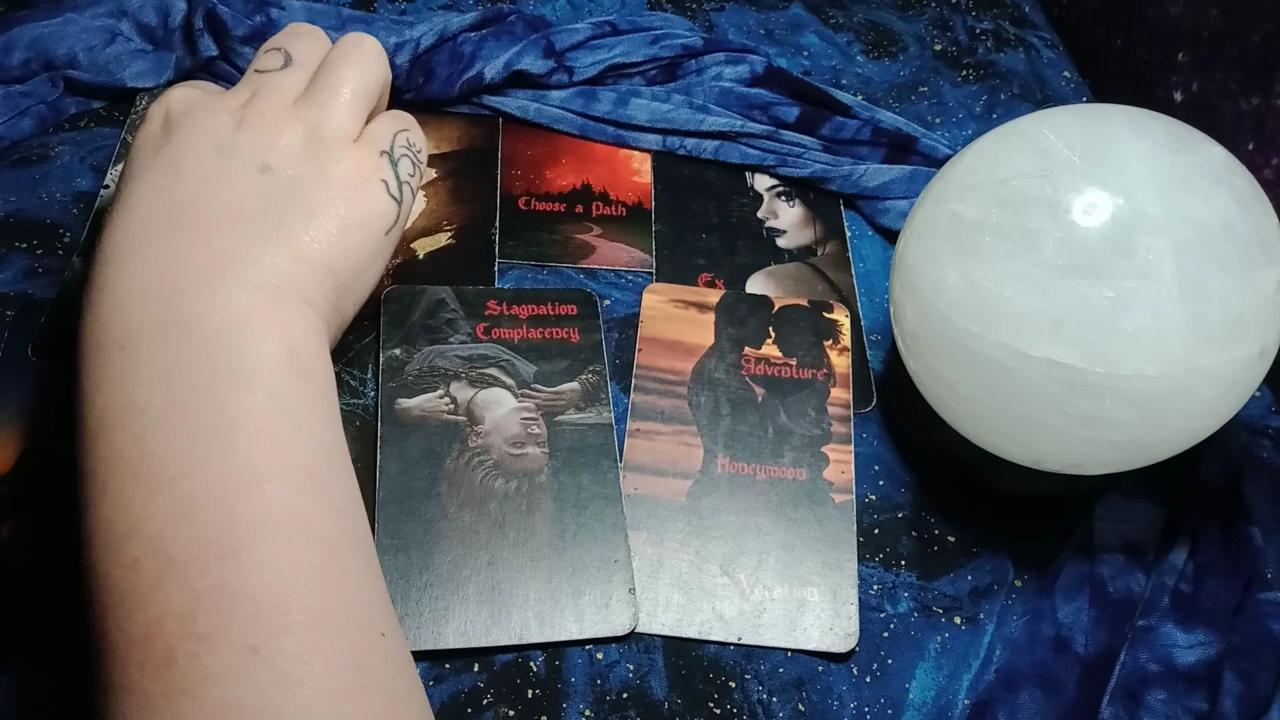 Choose a Path
Ex
Stagnation
Complacency
Adventure
Honeymoon
Vacation